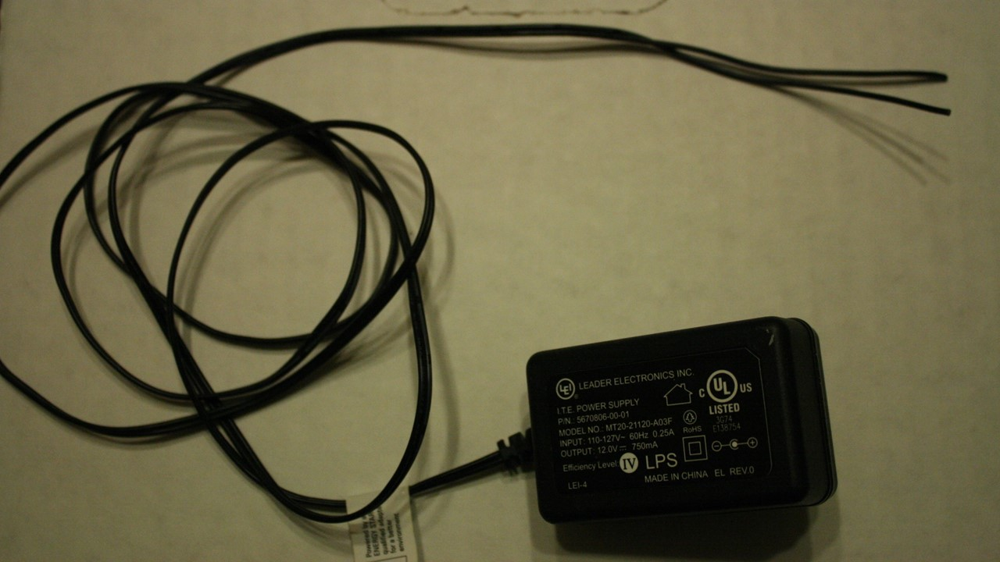 LEI ® LEADER ELECTRONICS INC.
I.T.E. POWER SUPPLY
P/N.: 5670806-00-01
MODEL NO.: MT20-21120-A03F
INPUT: 110-127V~ 60Hz 0.25A
OUTPUT: 12.0V⎓ 750mA
Efficiency Level IV LPS
MADE IN CHINA EL REV.0
LEI-4
C UL US
LISTED
3G74
E138754
RoHS
Powered by
ENERGY STAR
qualified
for a better
environment